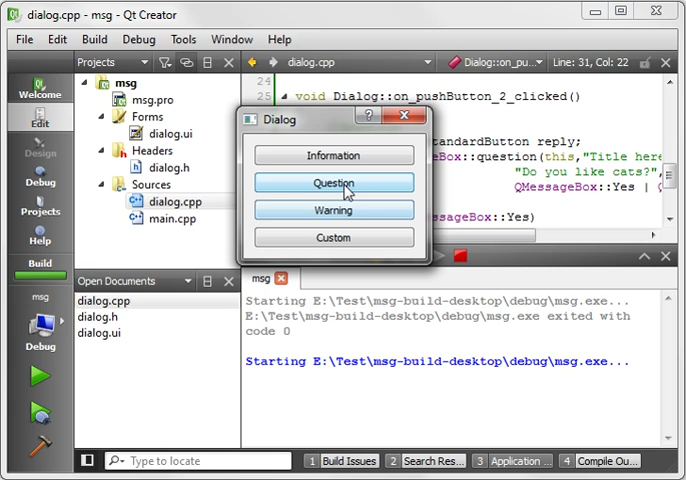 dialog.cpp - msg - Qt Creator
File Edit Build Debug Tools Window Help
Projects
dialog.cpp
Dialog::on_pu...
Line: 31, Col: 22
Welcome
Edit
Design
Debug
Projects
Help
Build
msg
Debug
msg
msg.pro
Forms
dialog.ui
Headers
dialog.h
Sources
dialog.cpp
main.cpp
24
25 void Dialog::on_pushButton_2_clicked()
tandardButton reply;
eBox::question(this,"Title here
"Do you like cats?",
QMessageBox::Yes |
MessageBox::Yes)
Dialog
Information
Question
Warning
Custom
Open Documents
dialog.cpp
dialog.h
dialog.ui
msg
Starting E:\Test\msg-build-desktop\debug\msg.exe...
E:\Test\msg-build-desktop\debug\msg.exe exited with
code 0
Starting E:\Test\msg-build-desktop\debug\msg.exe...
Type to locate
1 Build Issues 2 Search Res... 3 Application ... 4 Compile Ou...